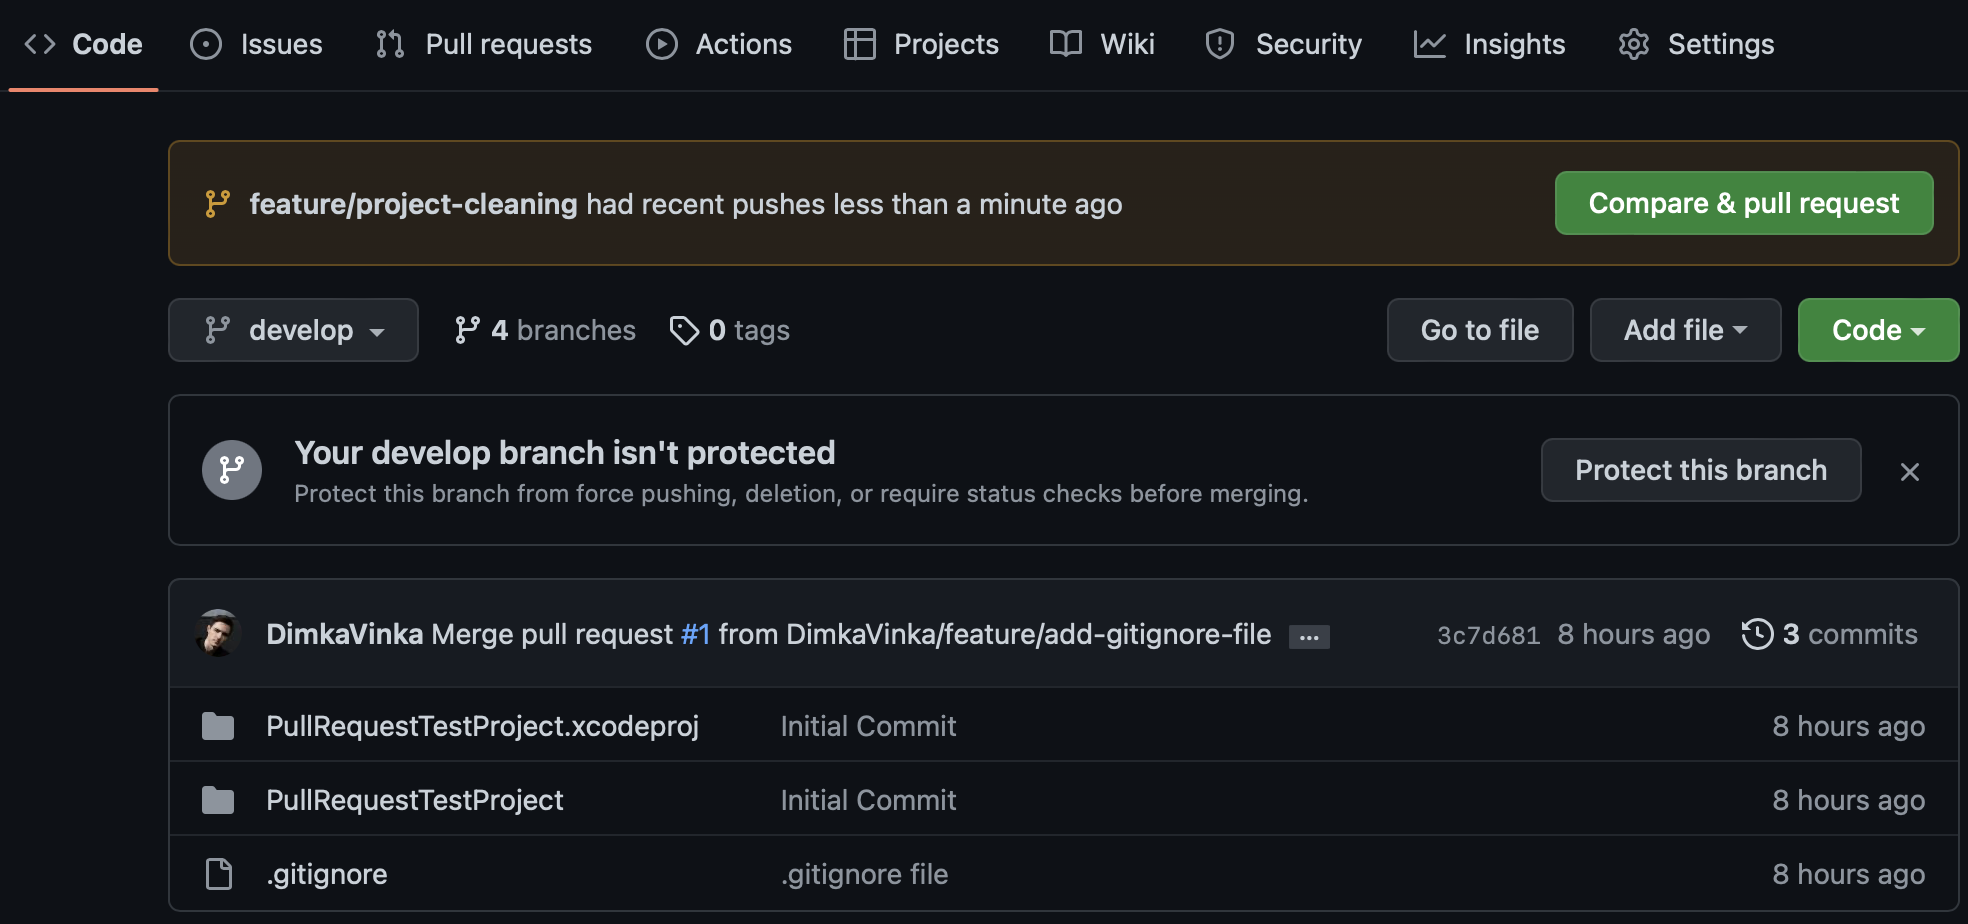 Code Issues Pull requests Actions Projects Wiki Security Insights Settings
feature/project-cleaning had recent pushes less than a minute ago Compare & pull request
develop 4 branches 0 tags Go to file Add file Code
Your develop branch isn't protected
Protect this branch from force pushing, deletion, or require status checks before merging.
Protect this branch
DimkaVinka Merge pull request #1 from DimkaVinka/feature/add-gitignore-file ... 3c7d681 8 hours ago 3 commits
PullRequestTestProject.xcodeproj Initial Commit 8 hours ago
PullRequestTestProject Initial Commit 8 hours ago
.gitignore .gitignore file 8 hours ago